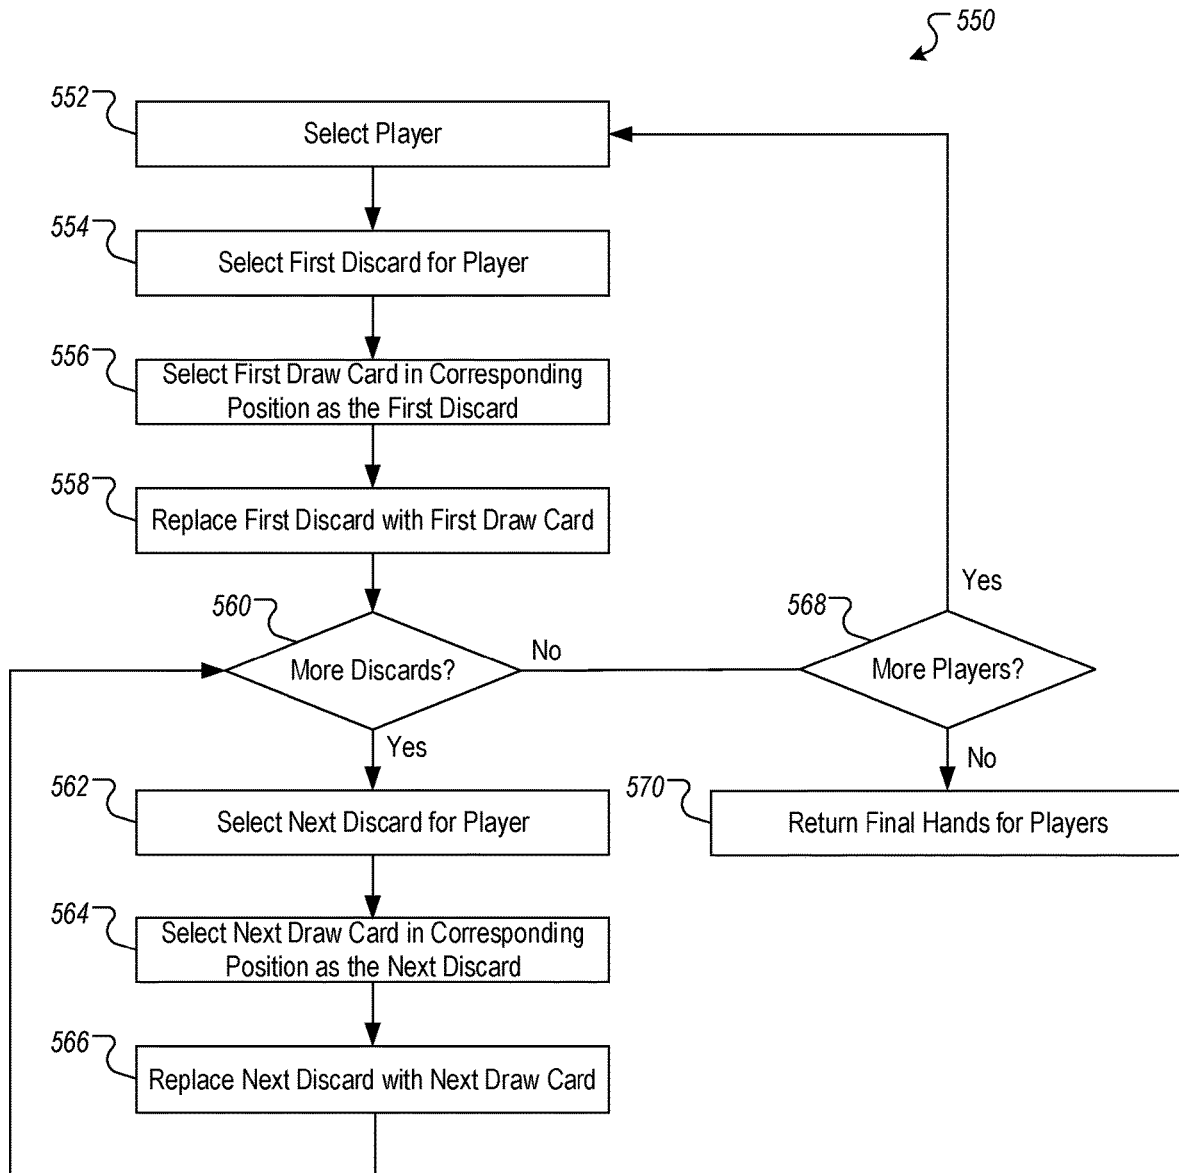 550
552
Select Player
554
Select First Discard for Player
556
Select First Draw Card in Corresponding
Position as the First Discard
558
Replace First Discard with First Draw Card
560
More Discards?
No
568
More Players?
Yes
Yes
No
562
Select Next Discard for Player
570
Return Final Hands for Players
564
Select Next Draw Card in Corresponding
Position as the Next Discard
566
Replace Next Discard with Next Draw Card